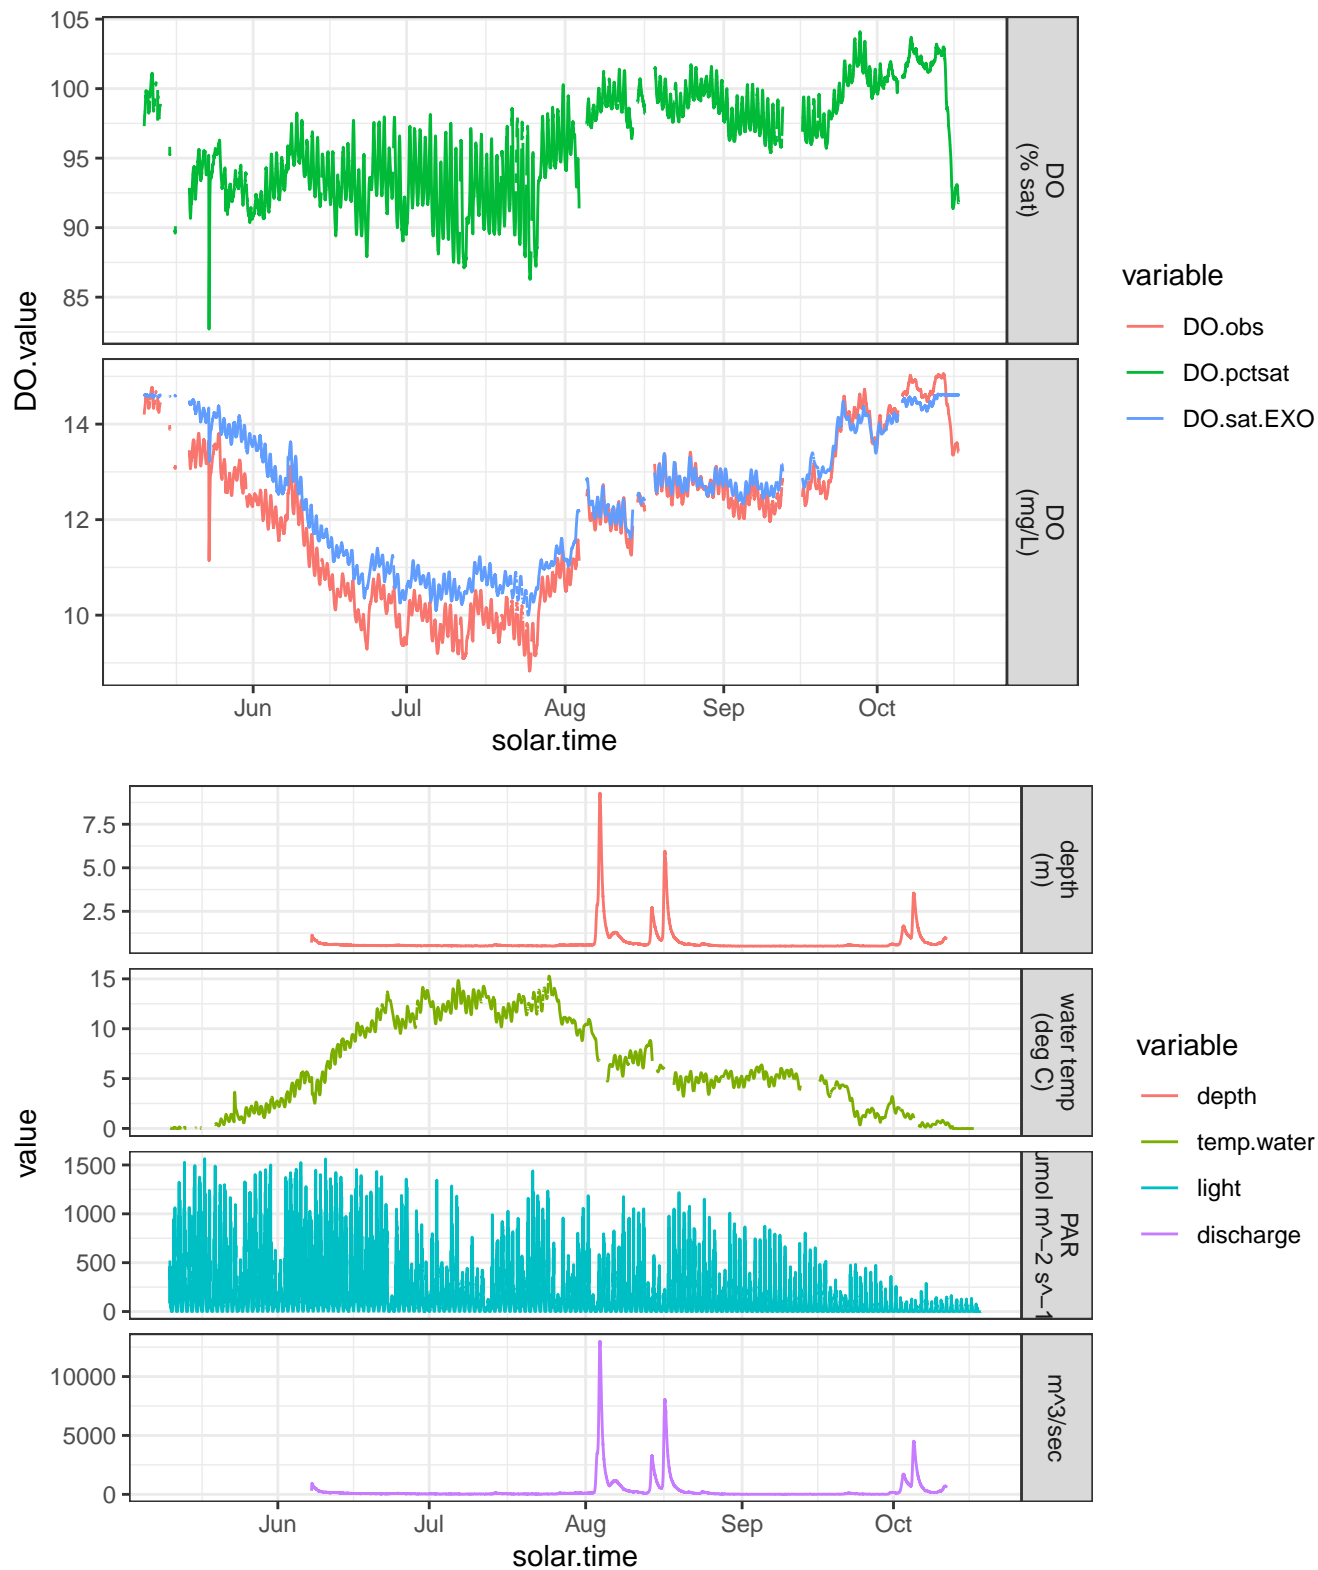 105
100
95
90
85
DO
(% sat)
14
12
10
DO
(mg/L)
DO.value
Jun Jul Aug Sep Oct
solar.time
variable
DO.obs
DO.pctsat
DO.sat.EXO
7.5
5.0
2.5
depth
(m)
15
10
5
0
water temp
(deg C)
1500
1000
500
0
PAR
µmol m^−2 s^−1
10000
5000
0
m^3/sec
value
Jun Jul Aug Sep Oct
solar.time
variable
depth
temp.water
light
discharge